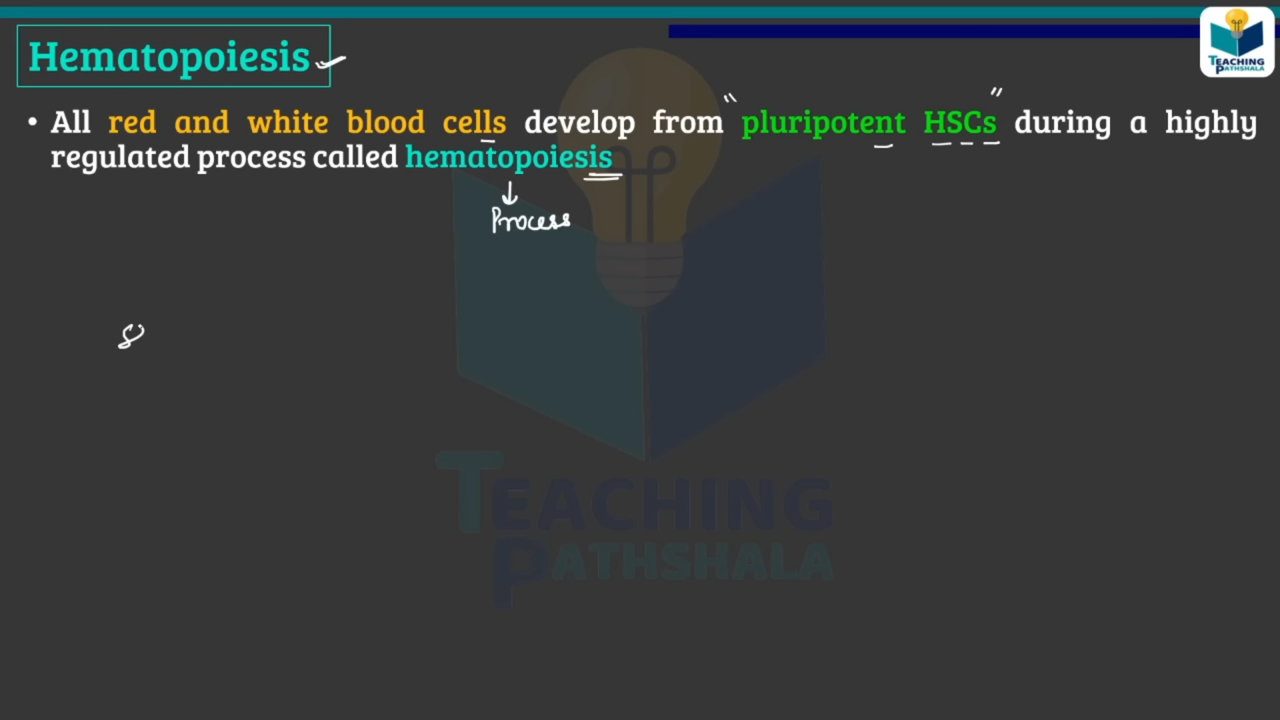 TEACHING
PATHSHALA
Hematopoiesis
• All red and white blood cells develop from "pluripotent HSCs" during a highly
regulated process called hematopoiesis
↓
Process
TEACHING
PATHSHALA